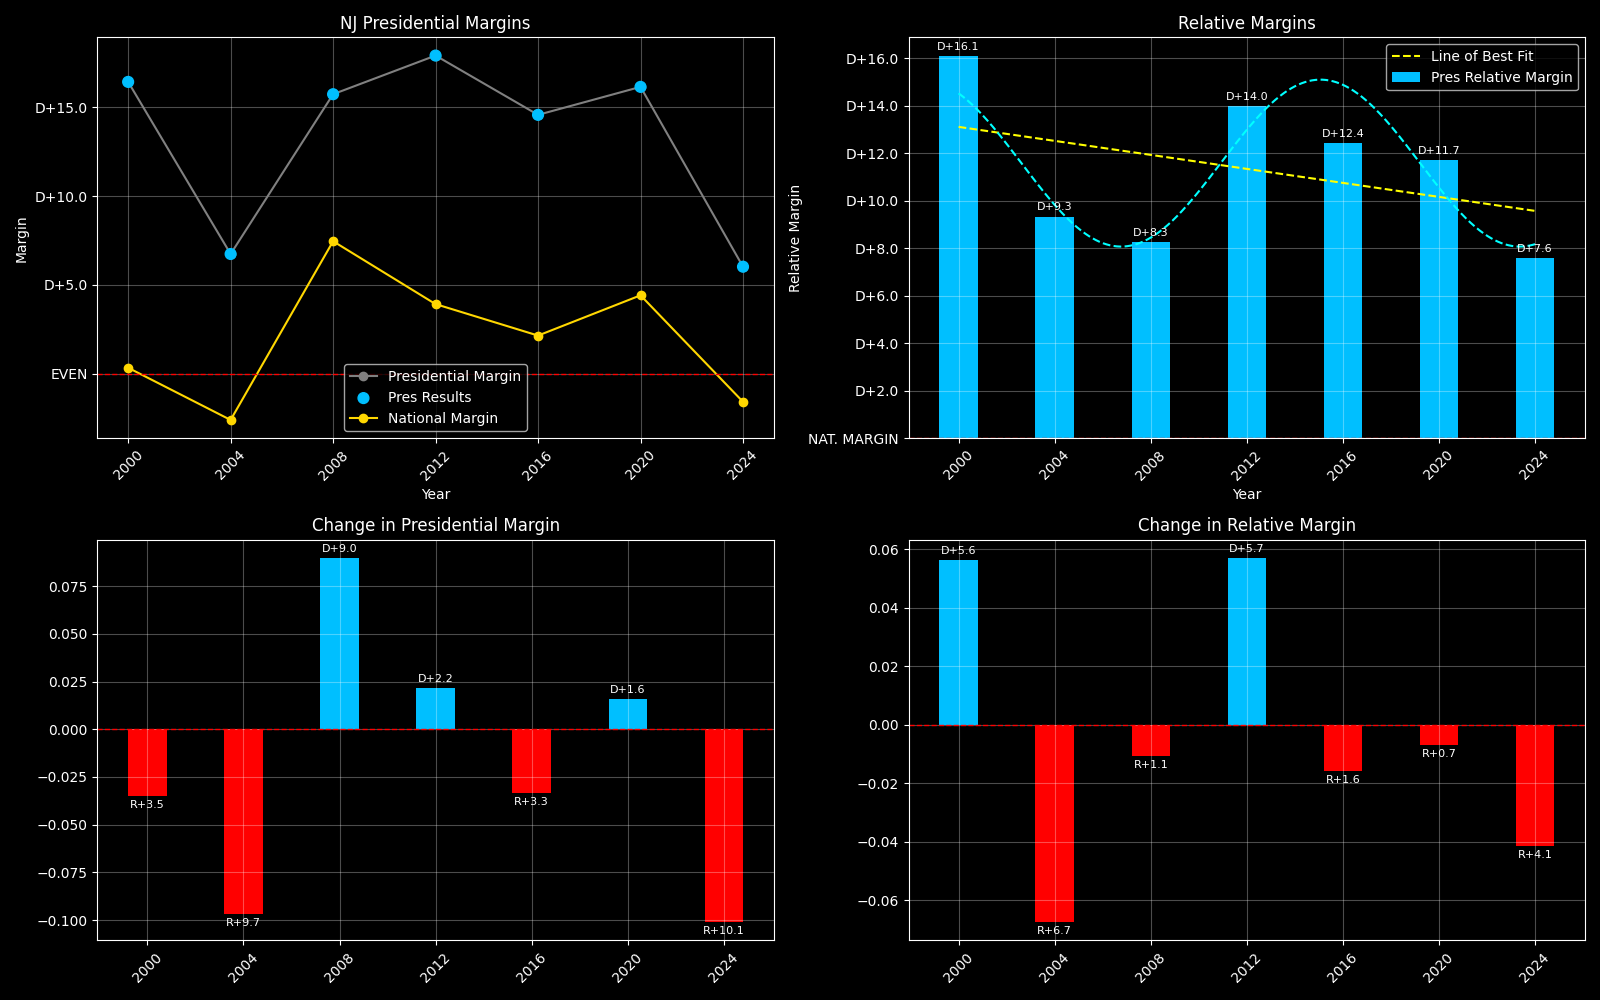 NJ Presidential Margins
Margin
D+15.0
D+10.0
D+5.0
EVEN
Presidential Margin
Pres Results
National Margin
2000
2004
2008
2012
2016
2020
2024
Year
Relative Margins
Relative Margin
D+16.0
D+14.0
D+12.0
D+10.0
D+8.0
D+6.0
D+4.0
D+2.0
NAT. MARGIN
Line of Best Fit
Pres Relative Margin
D+16.1
D+9.3
D+8.3
D+14.0
D+12.4
D+11.7
D+7.6
2000
2004
2008
2012
2016
2020
2024
Year
Change in Presidential Margin
0.075
0.050
0.025
0.000
−0.025
−0.050
−0.075
−0.100
R+3.5
R+9.7
D+9.0
D+2.2
R+3.3
D+1.6
R+10.1
2000
2004
2008
2012
2016
2020
2024
Change in Relative Margin
0.06
0.04
0.02
0.00
−0.02
−0.04
−0.06
D+5.6
R+6.7
R+1.1
D+5.7
R+1.6
R+0.7
R+4.1
2000
2004
2008
2012
2016
2020
2024